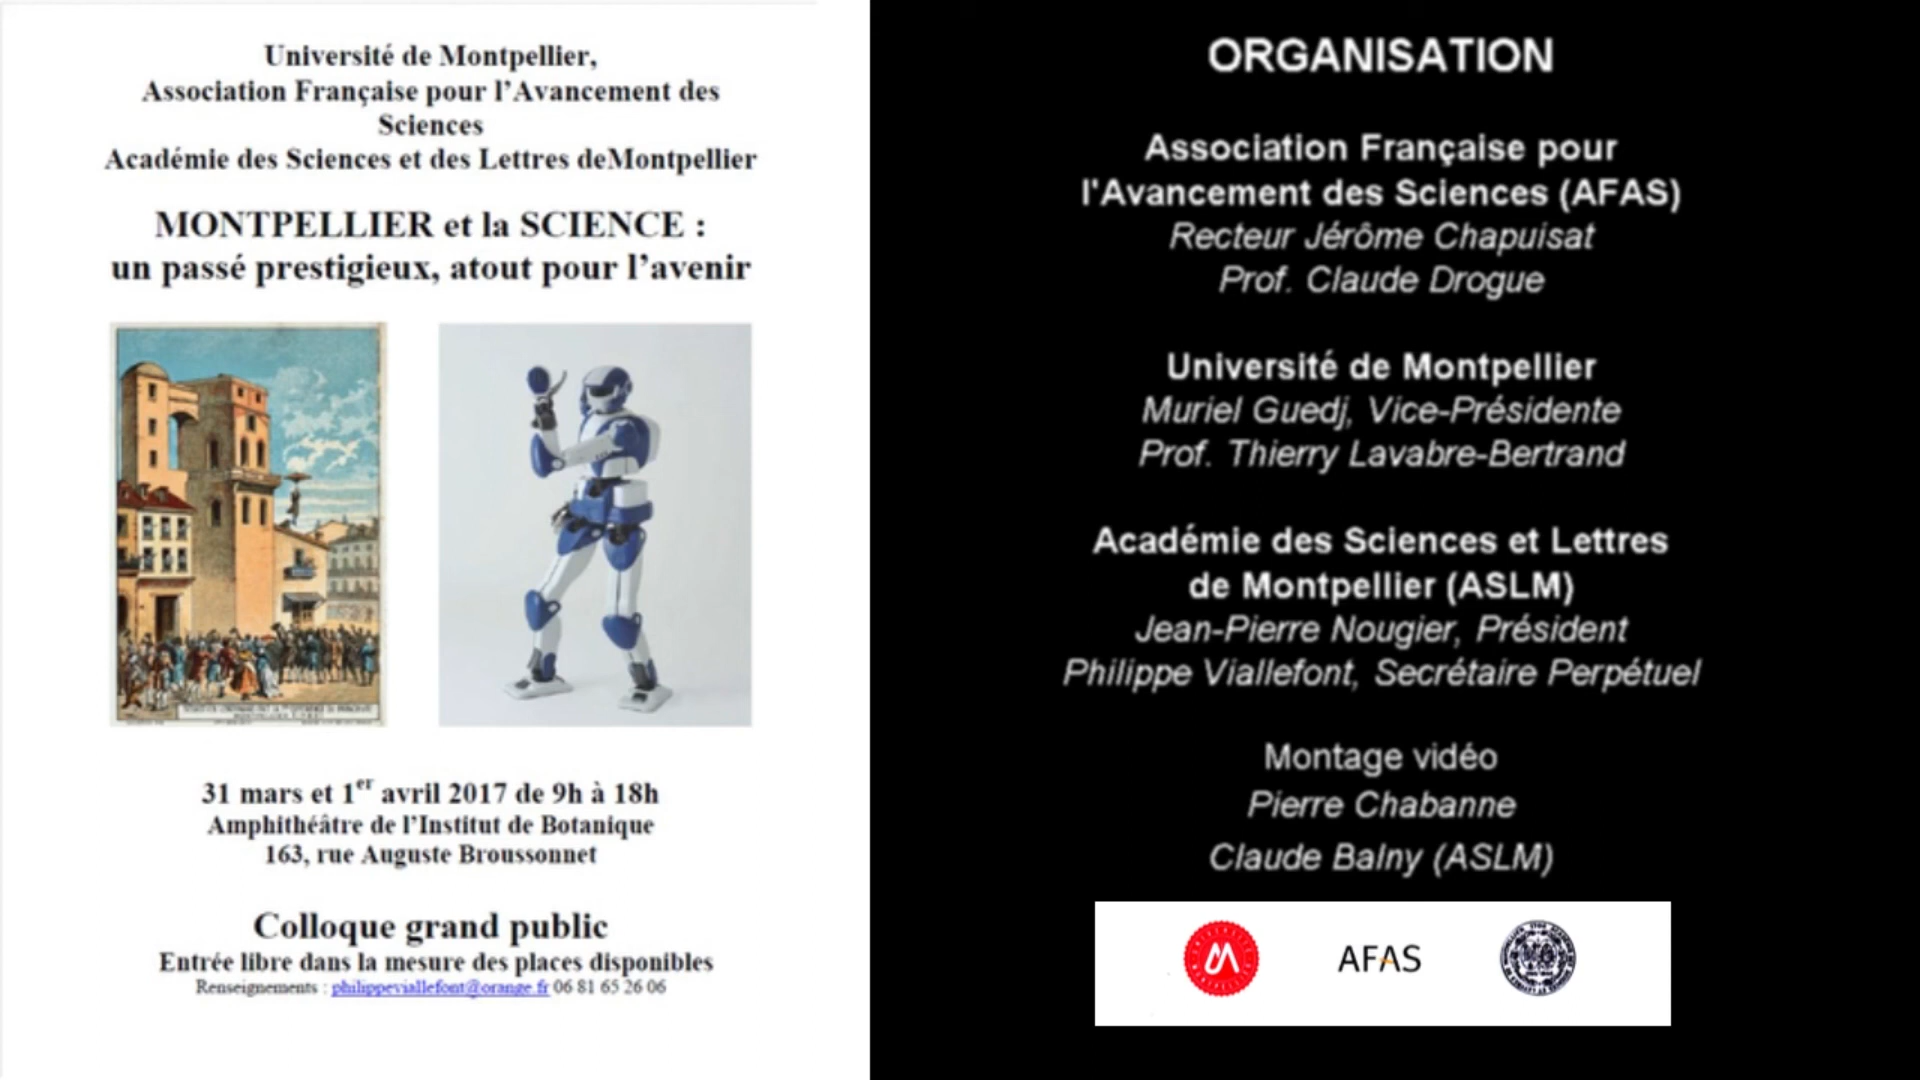 Université de Montpellier,
Association Française pour l'Avancement des
Sciences
Académie des Sciences et des Lettres deMontpellier
MONTPELLIER et la SCIENCE :
un passé prestigieux, atout pour l'avenir
31 mars et 1er avril 2017 de 9h à 18h
Amphithéâtre de l'Institut de Botanique
163, rue Auguste Broussonnet
Colloque grand public
Entrée libre dans la mesure des places disponibles
Renseignements : philippeviallefont@orange.fr 06 81 65 26 06
ORGANISATION
Association Française pour
l'Avancement des Sciences (AFAS)
Recteur Jérôme Chapuisat
Prof. Claude Drogue
Université de Montpellier
Muriel Guedj, Vice-Présidente
Prof. Thierry Lavabre-Bertrand
Académie des Sciences et Lettres
de Montpellier (ASLM)
Jean-Pierre Nougier, Président
Philippe Viallefont, Secrétaire Perpétuel
Montage vidéo
Pierre Chabanne
Claude Balny (ASLM)
AFAS